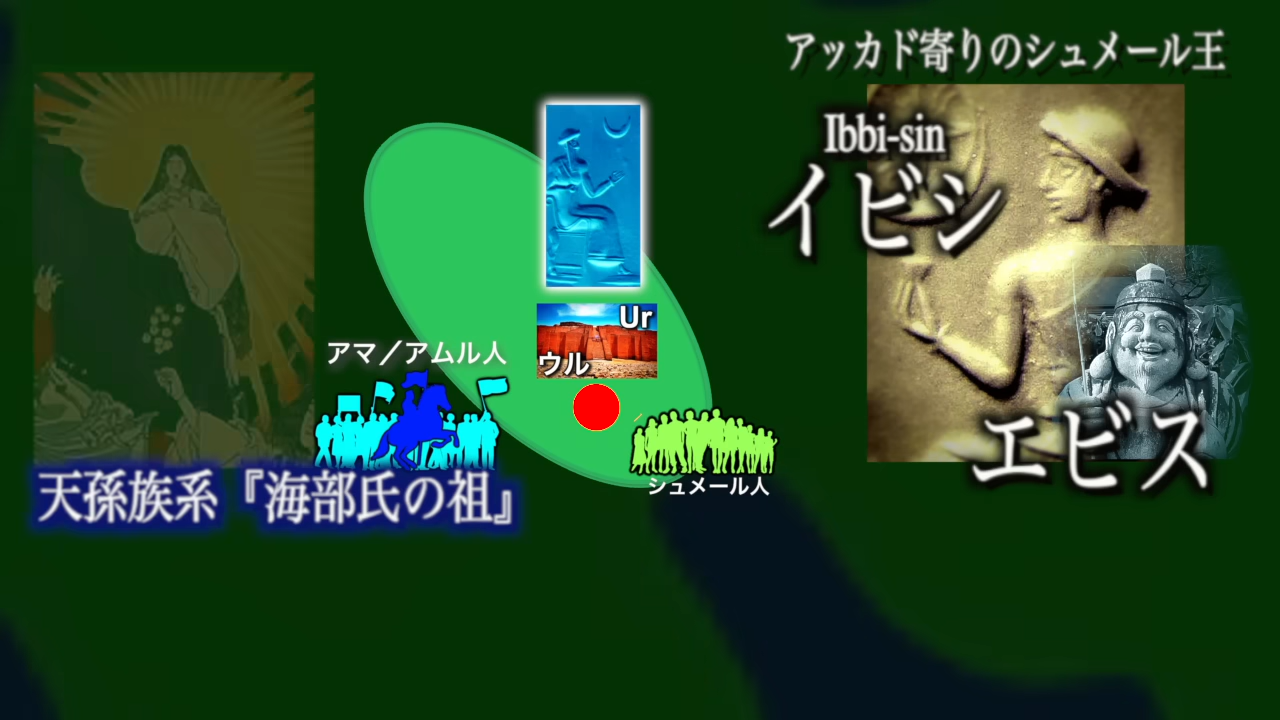 アッカド寄りのシュメール王
Ibbi-sin
イビシ
エビス
Ur
ウル
アマ／アムル人
シュメール人
天孫族系『海部氏の祖』